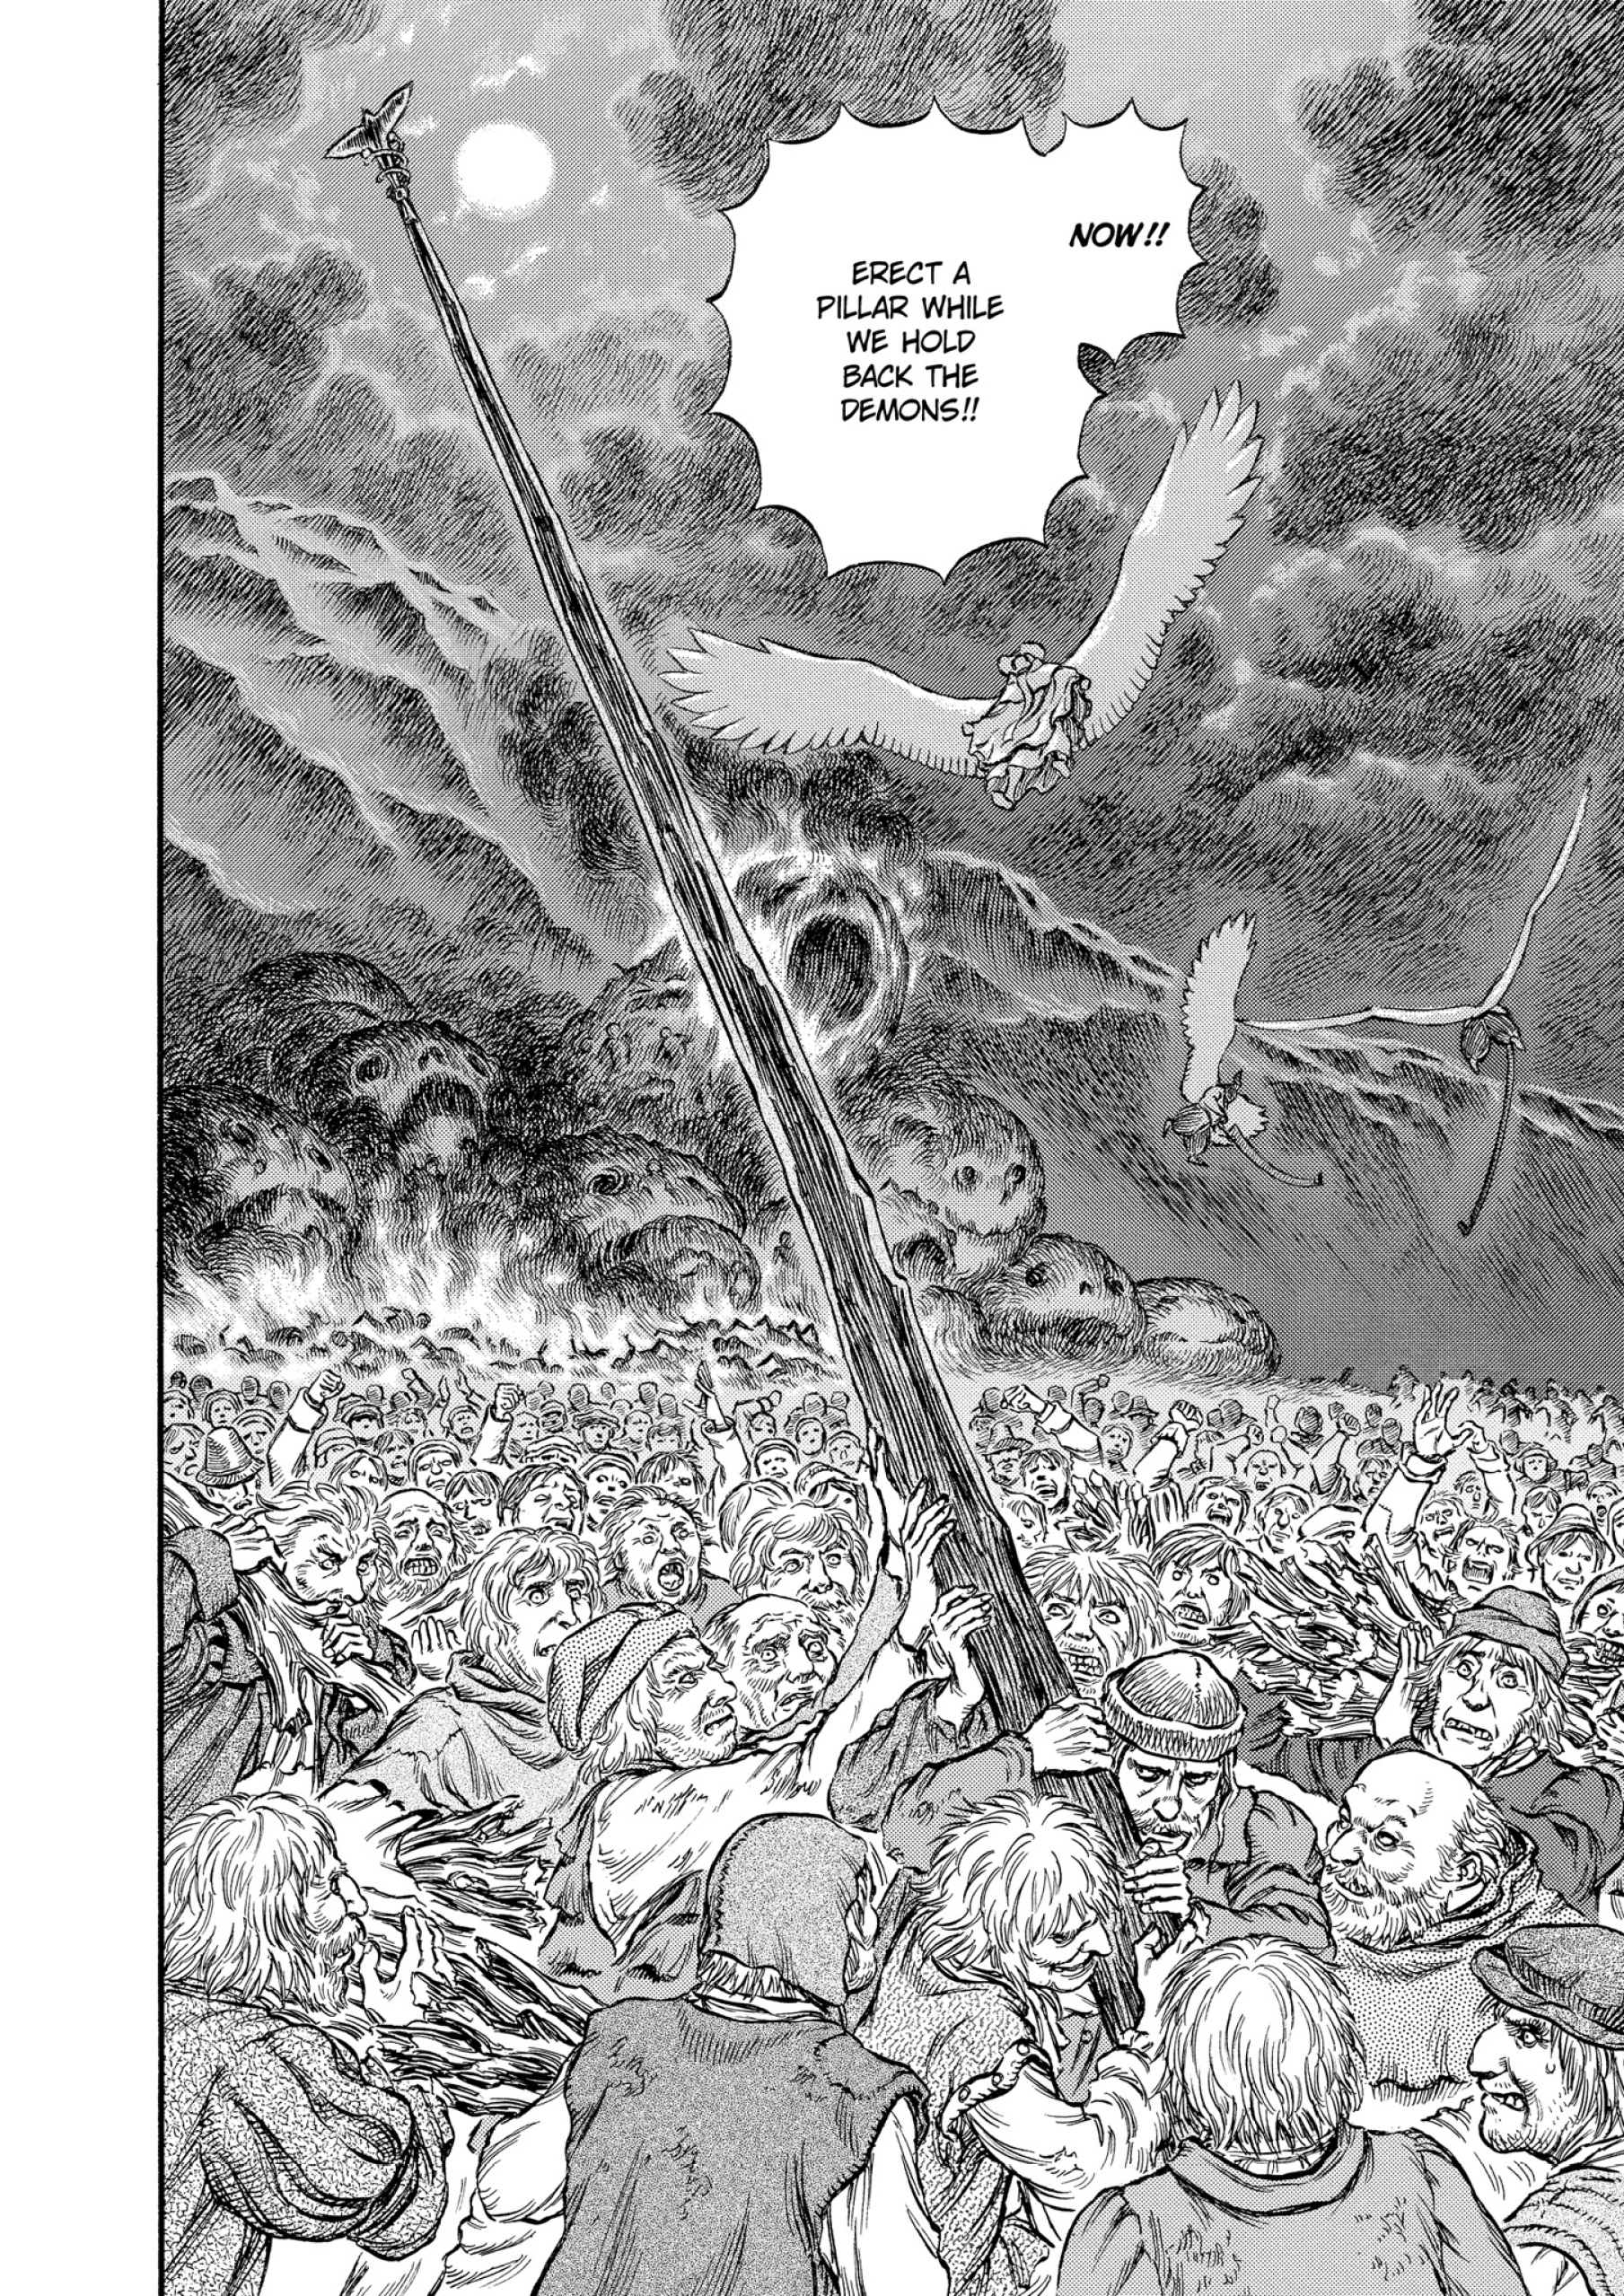 NOW!!
ERECT A
PILLAR WHILE
WE HOLD
BACK THE
DEMONS!!